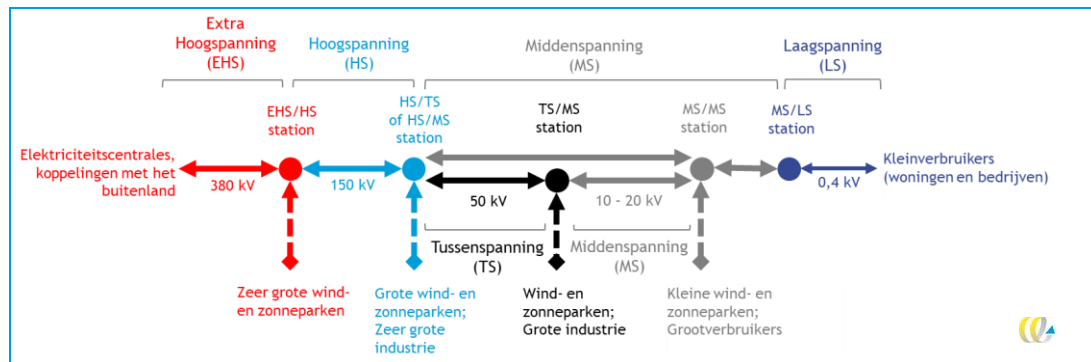 Extra
Hoogspanning
(EHS)
Hoogspanning
(HS)
Middenspanning
(MS)
Laagspanning
(LS)
EHS/HS
station
HS/TS
of HS/MS
station
TS/MS
station
MS/MS
station
MS/LS
station
Elektriciteitscentrales,
koppelingen met het
buitenland
380 kV
150 kV
50 kV
10 - 20 kV
0,4 kV
Kleinverbruikers
(woningen en bedrijven)
Tussenspanning
(TS)
Middenspanning
(MS)
Zeer grote wind-
en zonneparken
Grote wind- en
zonneparken;
Zeer grote
industrie
Wind- en
zonneparken;
Grote industrie
Kleine wind- en
zonneparken;
Grootverbruikers